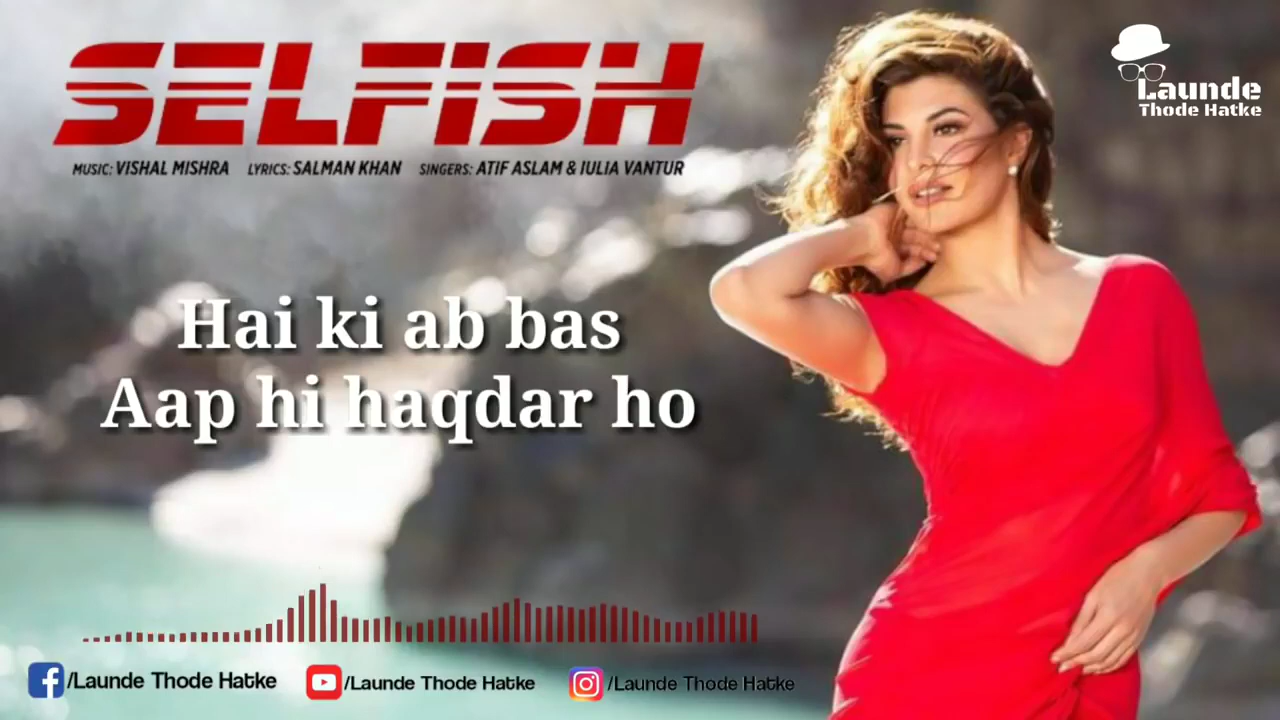 SELFISH
MUSIC: VISHAL MISHRA LYRICS: SALMAN KHAN SINGERS: ATIF ASLAM & IULIA VANTUR
Launde
Thode Hatke
Hai ki ab bas
Aap hi haqdar ho
/Launde Thode Hatke /Launde Thode Hatke /Launde Thode Hatke